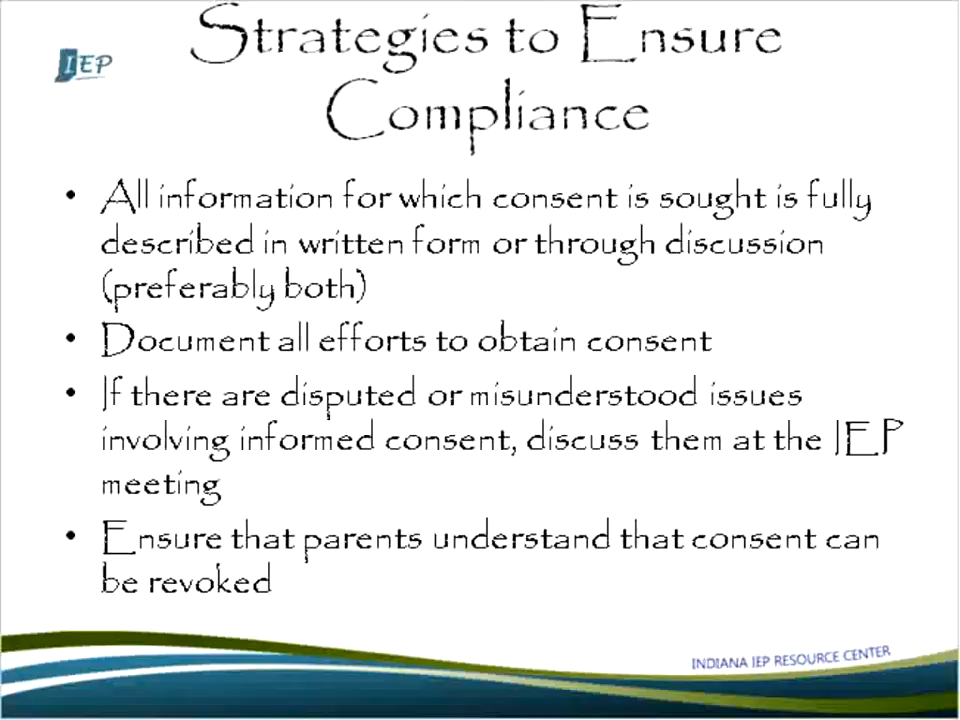 Strategies to Ensure
IEP
Compliance
• All information for which consent is sought is fully
described in written form or through discussion
(preferably both)
• Document all efforts to obtain consent
• If there are disputed or misunderstood issues
involving informed consent, discuss them at the IEP
meeting
• Ensure that parents understand that consent can
be revoked
INDIANA IEP RESOURCE CENTER